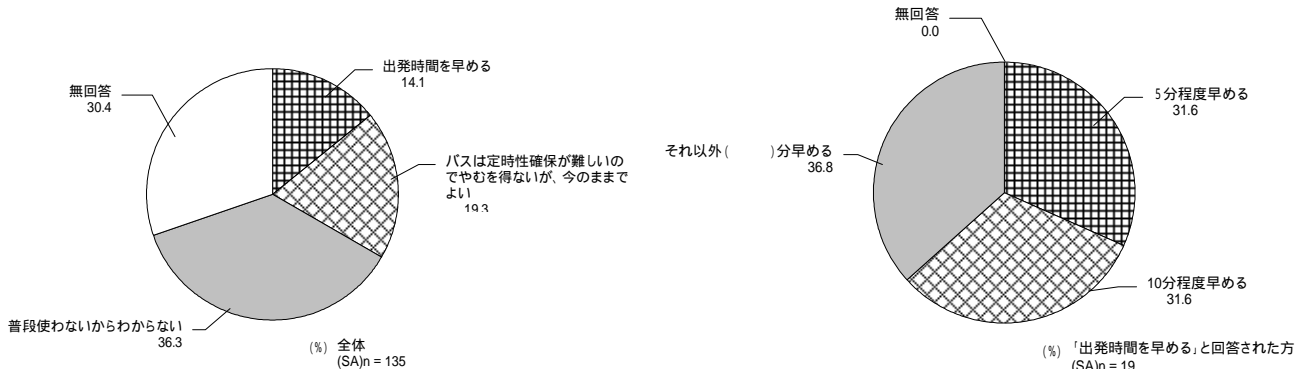 出発時間を早める
14.1
無回答
30.4
バスは定時性確保が難しいの
でやむを得ないが、今のままで
よい
19.3
普段使わないからわからない
36.3
(%) 全体
(SA)n = 135
無回答
0.0
5分程度早める
31.6
それ以外(　　　)分早める
36.8
10分程度早める
31.6
(%) 「出発時間を早める」と回答された方
(SA)n = 19